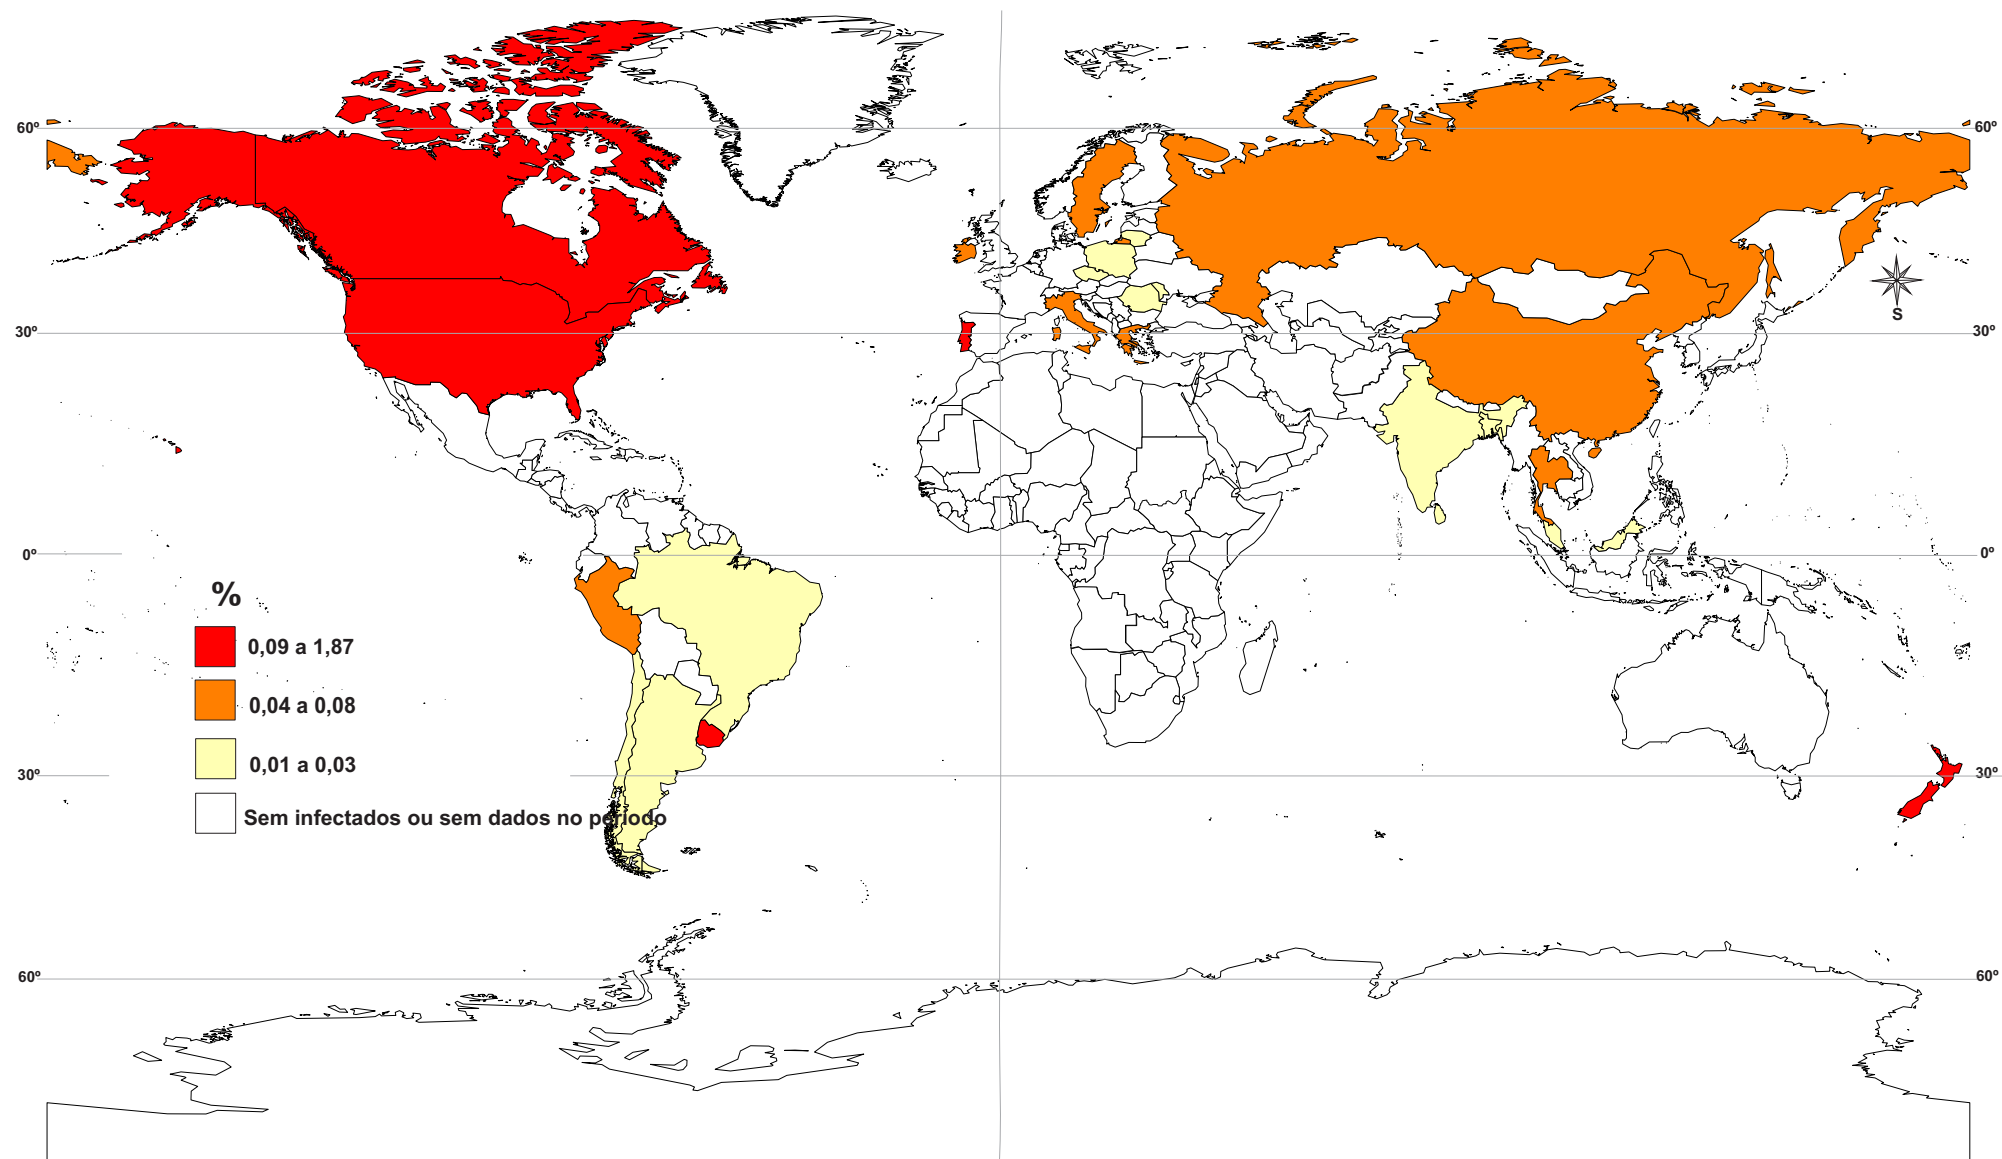 60º 60º
S
30º 30º
0º 0º
%
0,09 a 1,87
0,04 a 0,08
0,01 a 0,03
30º 30º
Sem infectados ou sem dados no período
60º 60º